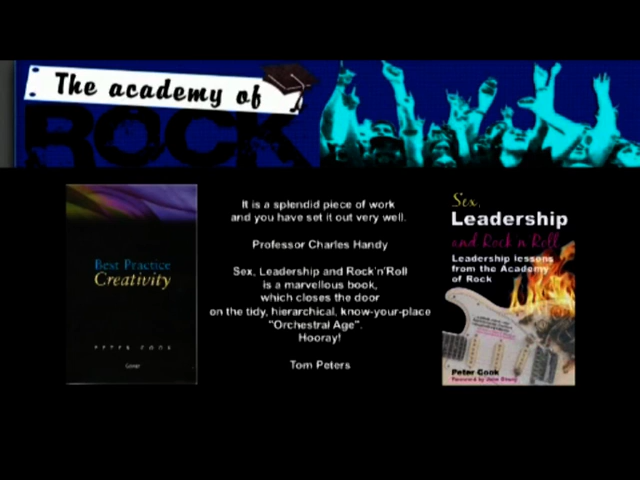 The academy of
ROCK
It is a splendid piece of work
and you have set it out very well.
Professor Charles Handy
Sex, Leadership and Rock'n'Roll
is a marvellous book,
which closes the door
on the tidy, hierarchical, know-your-place
"Orchestral Age".
Hooray!
Tom Peters
Best Practice
Creativity
PETER COOK
Gower
Sex,
Leadership
and Rock n Roll
Leadership lessons
from the Academy
of Rock
Peter Cook